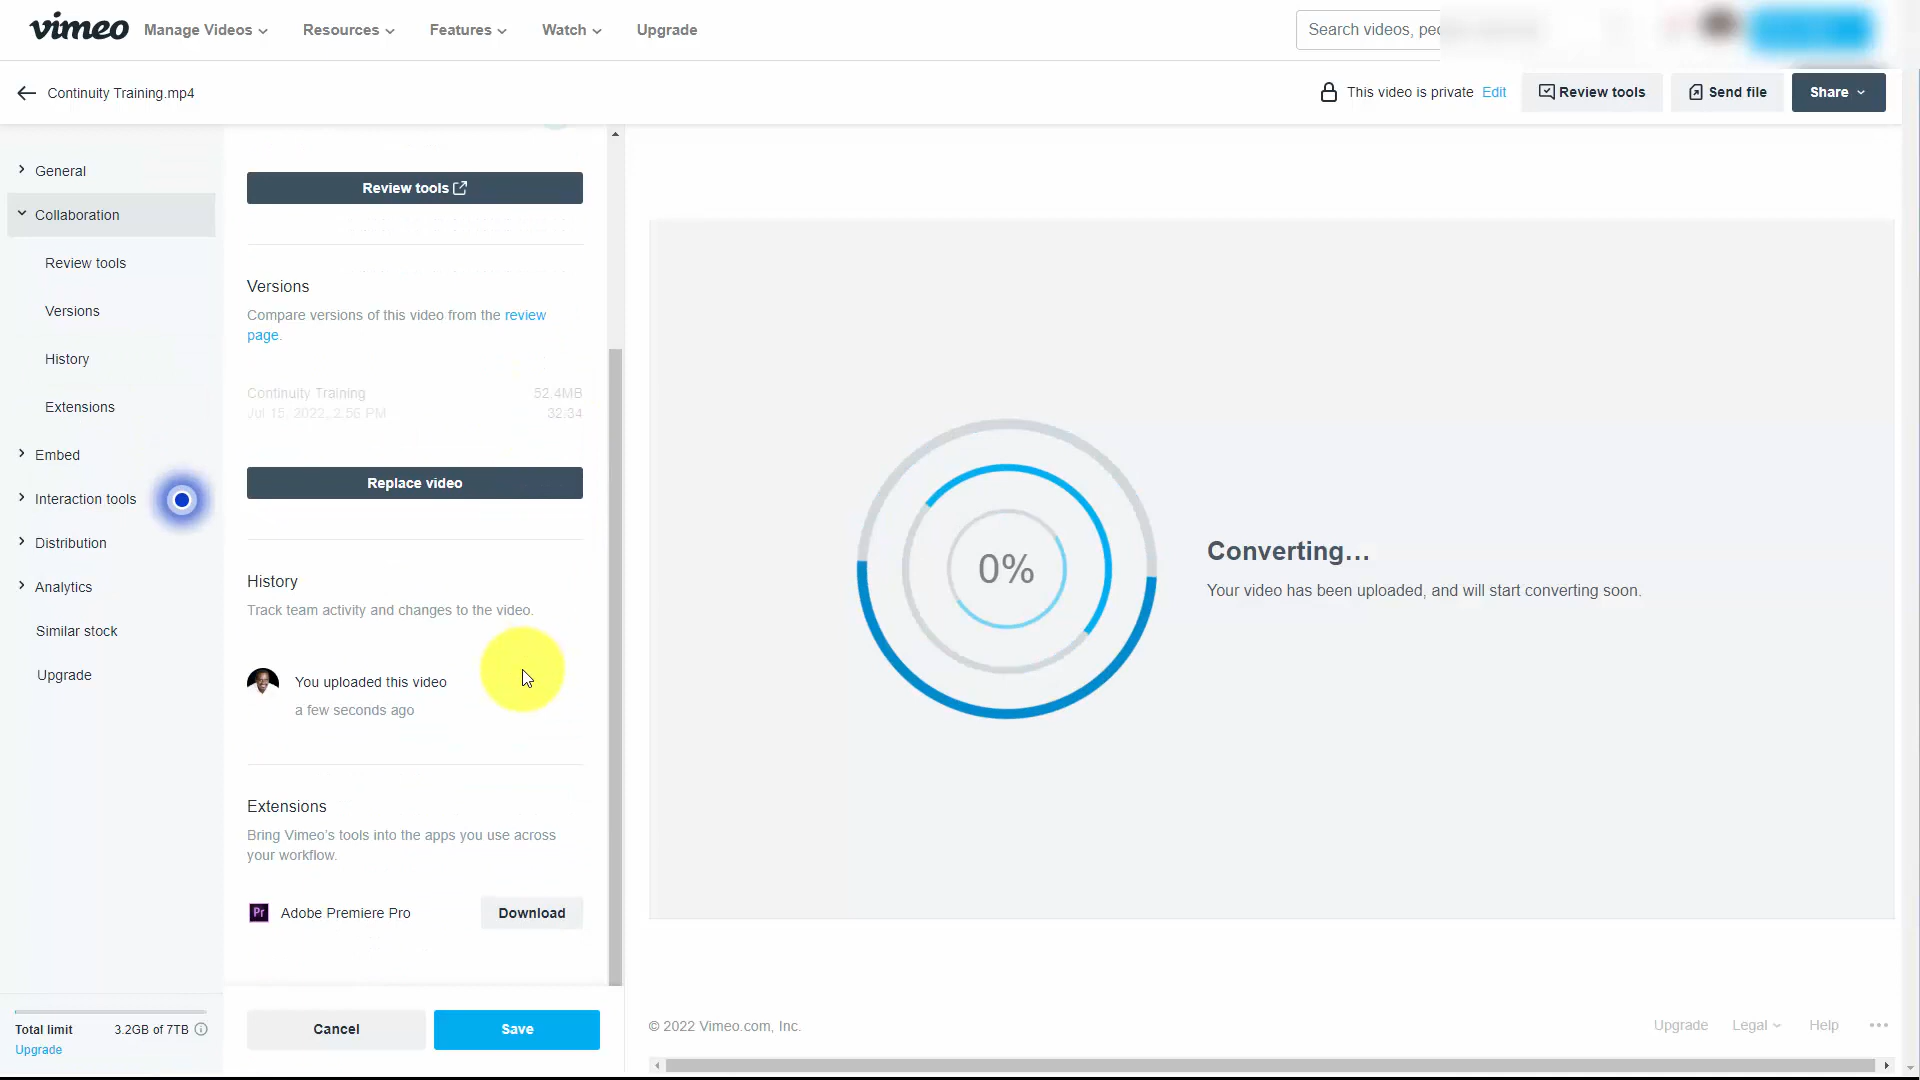 vimeo
Manage Videos
Resources
Features
Watch
Upgrade
Search videos,
Continuity Training.mp4
This video is private Edit
Review tools
Send file
Share
General
Collaboration
Review tools
Versions
History
Extensions
Embed
Interaction tools
Distribution
Analytics
Similar stock
Upgrade
Total limit 3.2GB of 7TB
Upgrade
Review tools
Versions
Compare versions of this video from the review
page.
Continuity Training 52.4MB
Jul 15, 2022, 2:56 PM 32:34
Replace video
History
Track team activity and changes to the video.
You uploaded this video
a few seconds ago
Extensions
Bring Vimeo's tools into the apps you use across
your workflow.
Pr Adobe Premiere Pro
Download
Cancel
Save
0%
Converting...
Your video has been uploaded, and will start converting soon.
© 2022 Vimeo.com, Inc.
Upgrade
Legal
Help